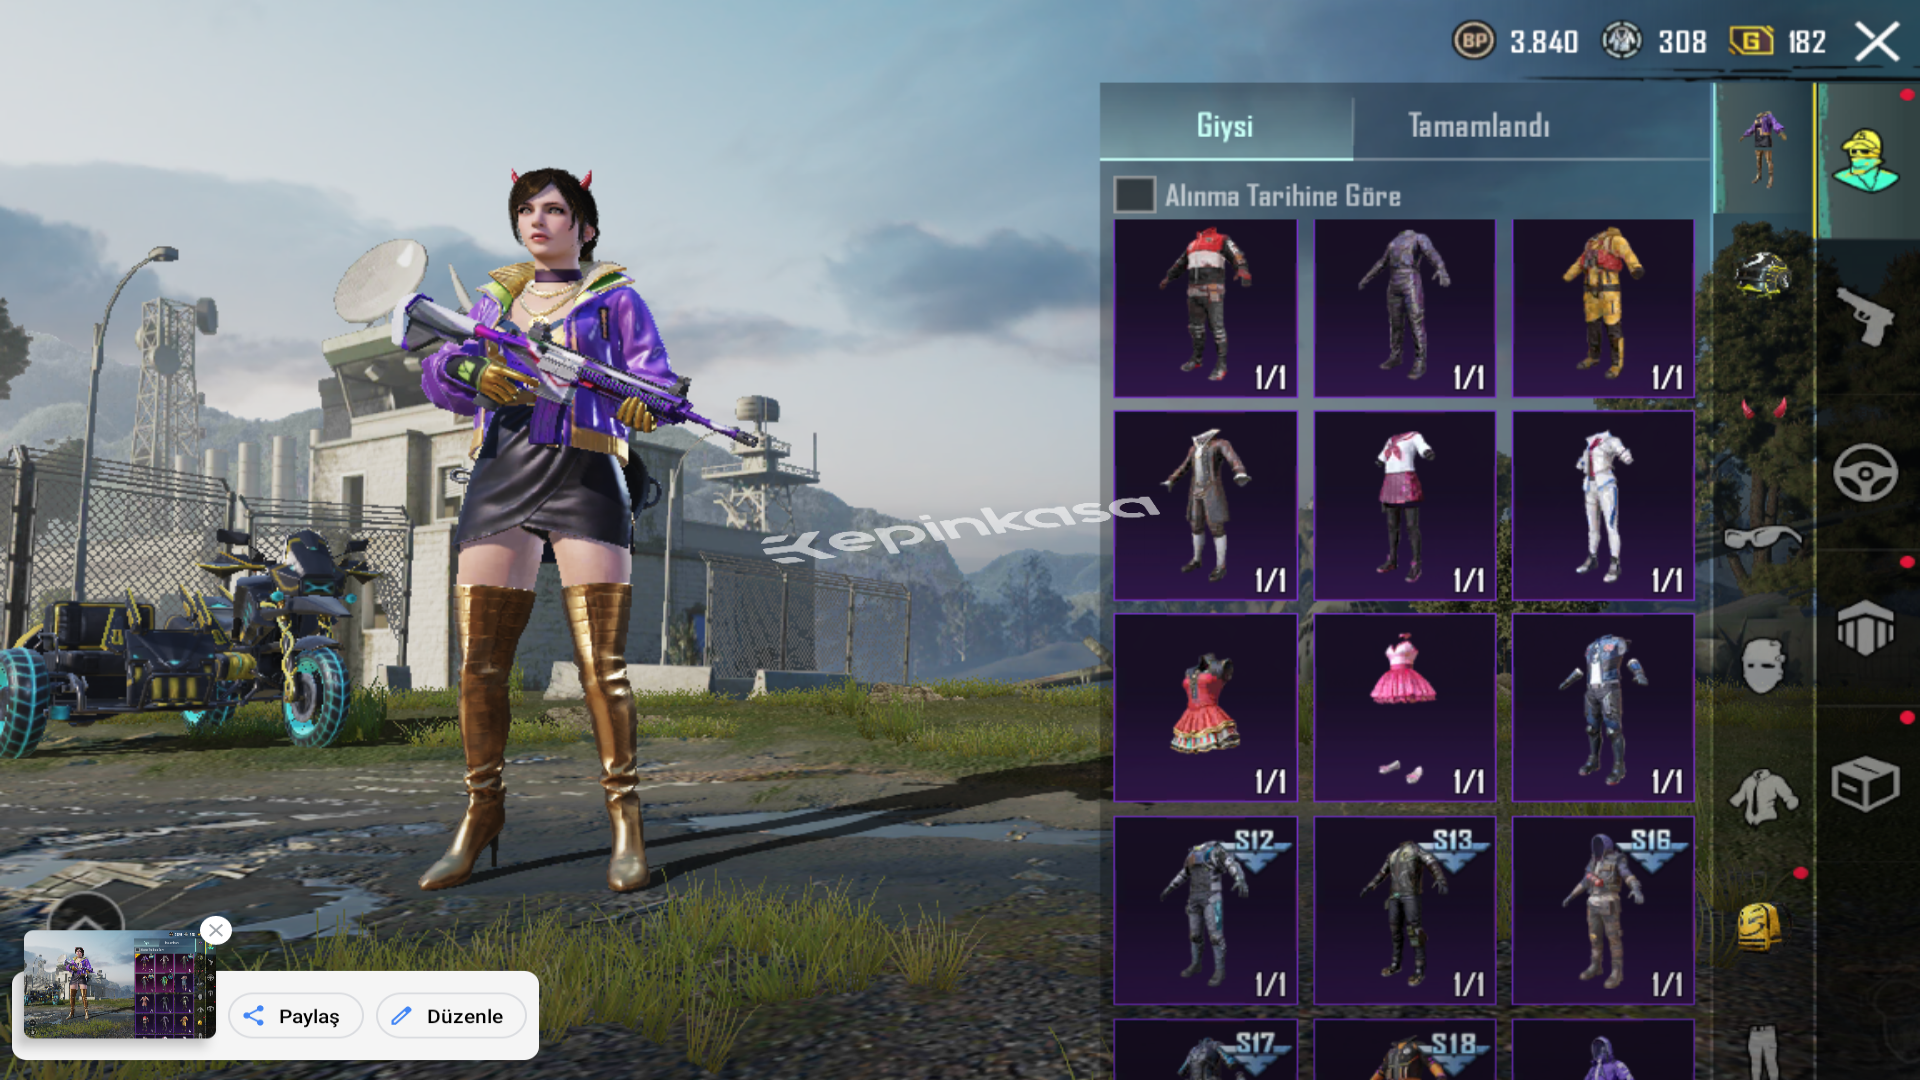 BP 3.840 308 G 182
Giysi Tamamlandı
Alınma Tarihine Göre
1/1 1/1 1/1
1/1 1/1 1/1
epinkasa
1/1 1/1 1/1
S12 S13 S16
1/1 1/1 1/1
Paylaş Düzenle
S17 S18